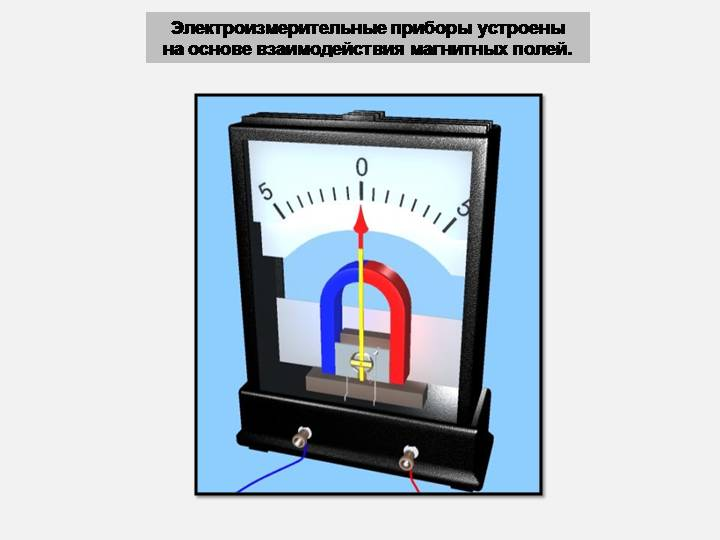 Электроизмерительные приборы устроены
на основе взаимодействия магнитных полей.
0
5
5